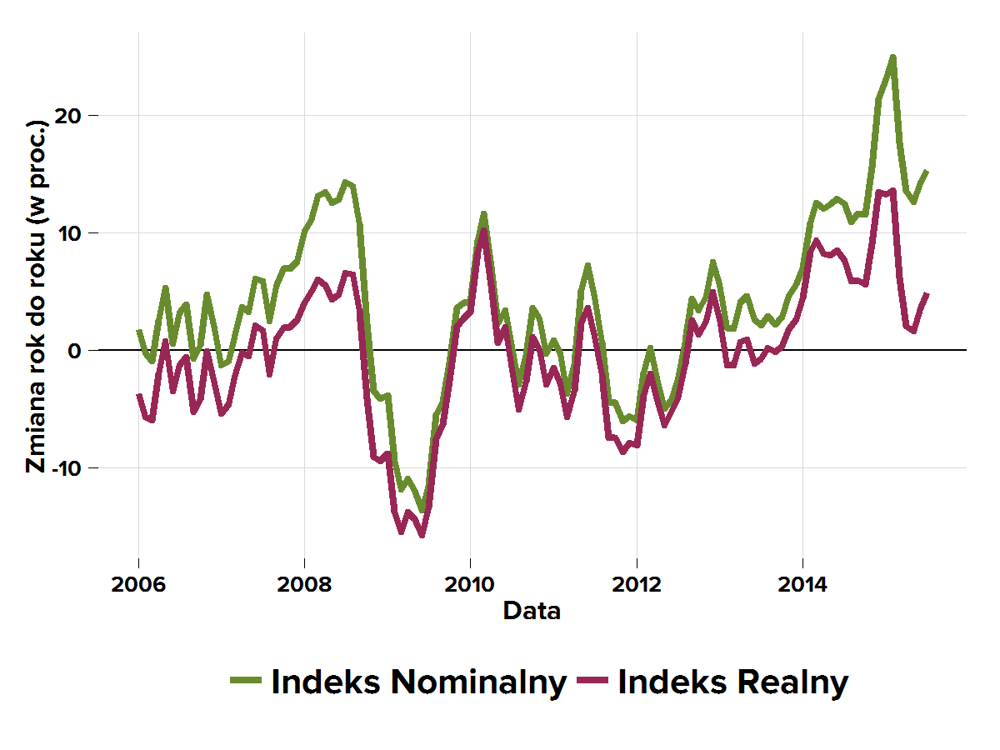 Zmiana rok do roku (w proc.)
20
10
0
-10
2006 2008 2010 2012 2014
Data
Indeks Nominalny Indeks Realny